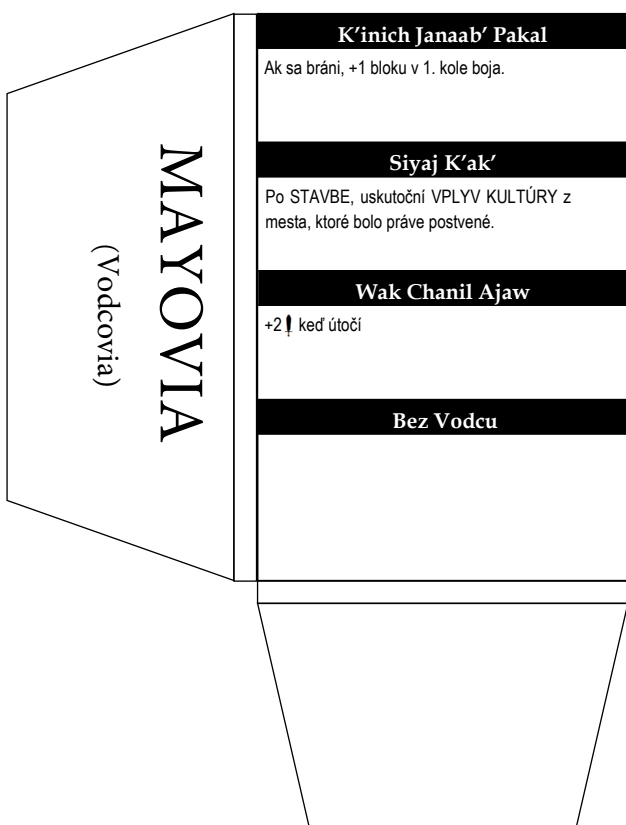 MAYOVIA
(Vodcovia)
K’inich Janaab’ Pakal
Ak sa bráni, +1 bloku v 1. kole boja.
Siyaj K’ak’
Po STAVBE, uskutoční VPLYV KULTÚRY z
mesta, ktoré bolo práve postvené.
Wak Chanil Ajaw
+2 keď útočí
Bez Vodcu